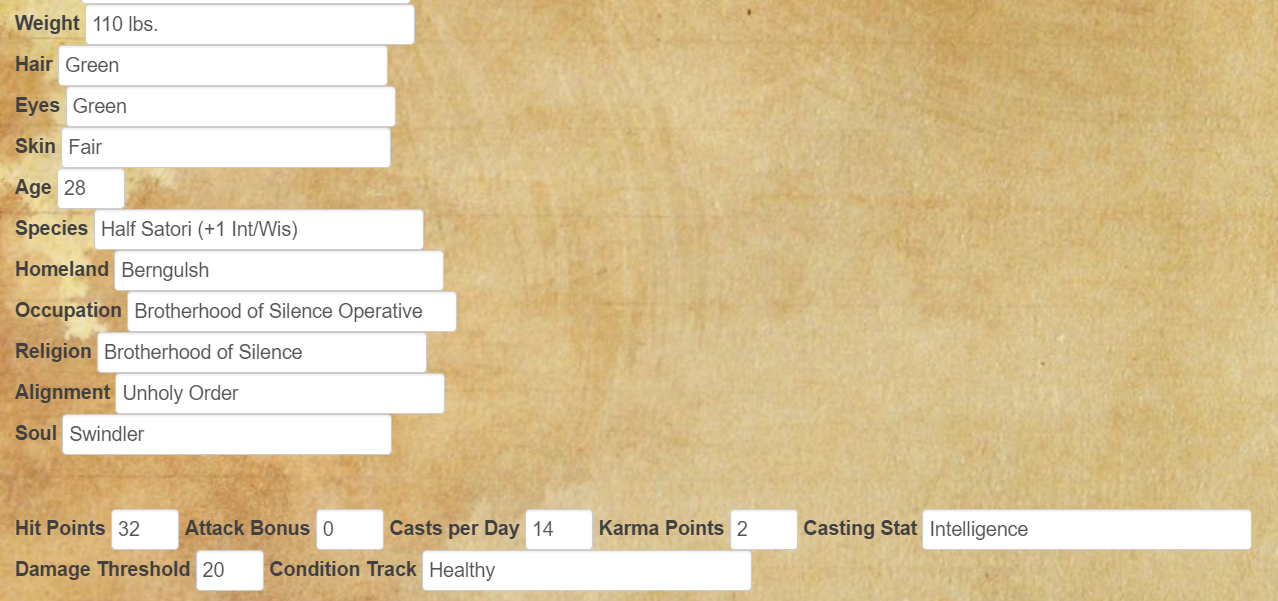 Weight 110 lbs.
Hair Green
Eyes Green
Skin Fair
Age 28
Species Half Satori (+1 Int/Wis)
Homeland Berngulsh
Occupation Brotherhood of Silence Operative
Religion Brotherhood of Silence
Alignment Unholy Order
Soul Swindler
Hit Points 32 Attack Bonus 0 Casts per Day 14 Karma Points 2 Casting Stat Intelligence
Damage Threshold 20 Condition Track Healthy